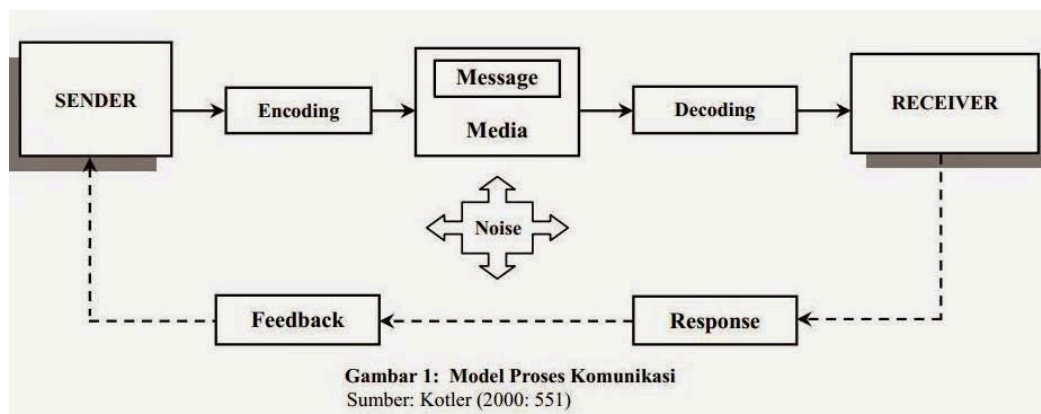 SENDER
Encoding
Message
Media
Decoding
RECEIVER
Noise
Feedback
Response
Gambar 1: Model Proses Komunikasi
Sumber: Kotler (2000: 551)